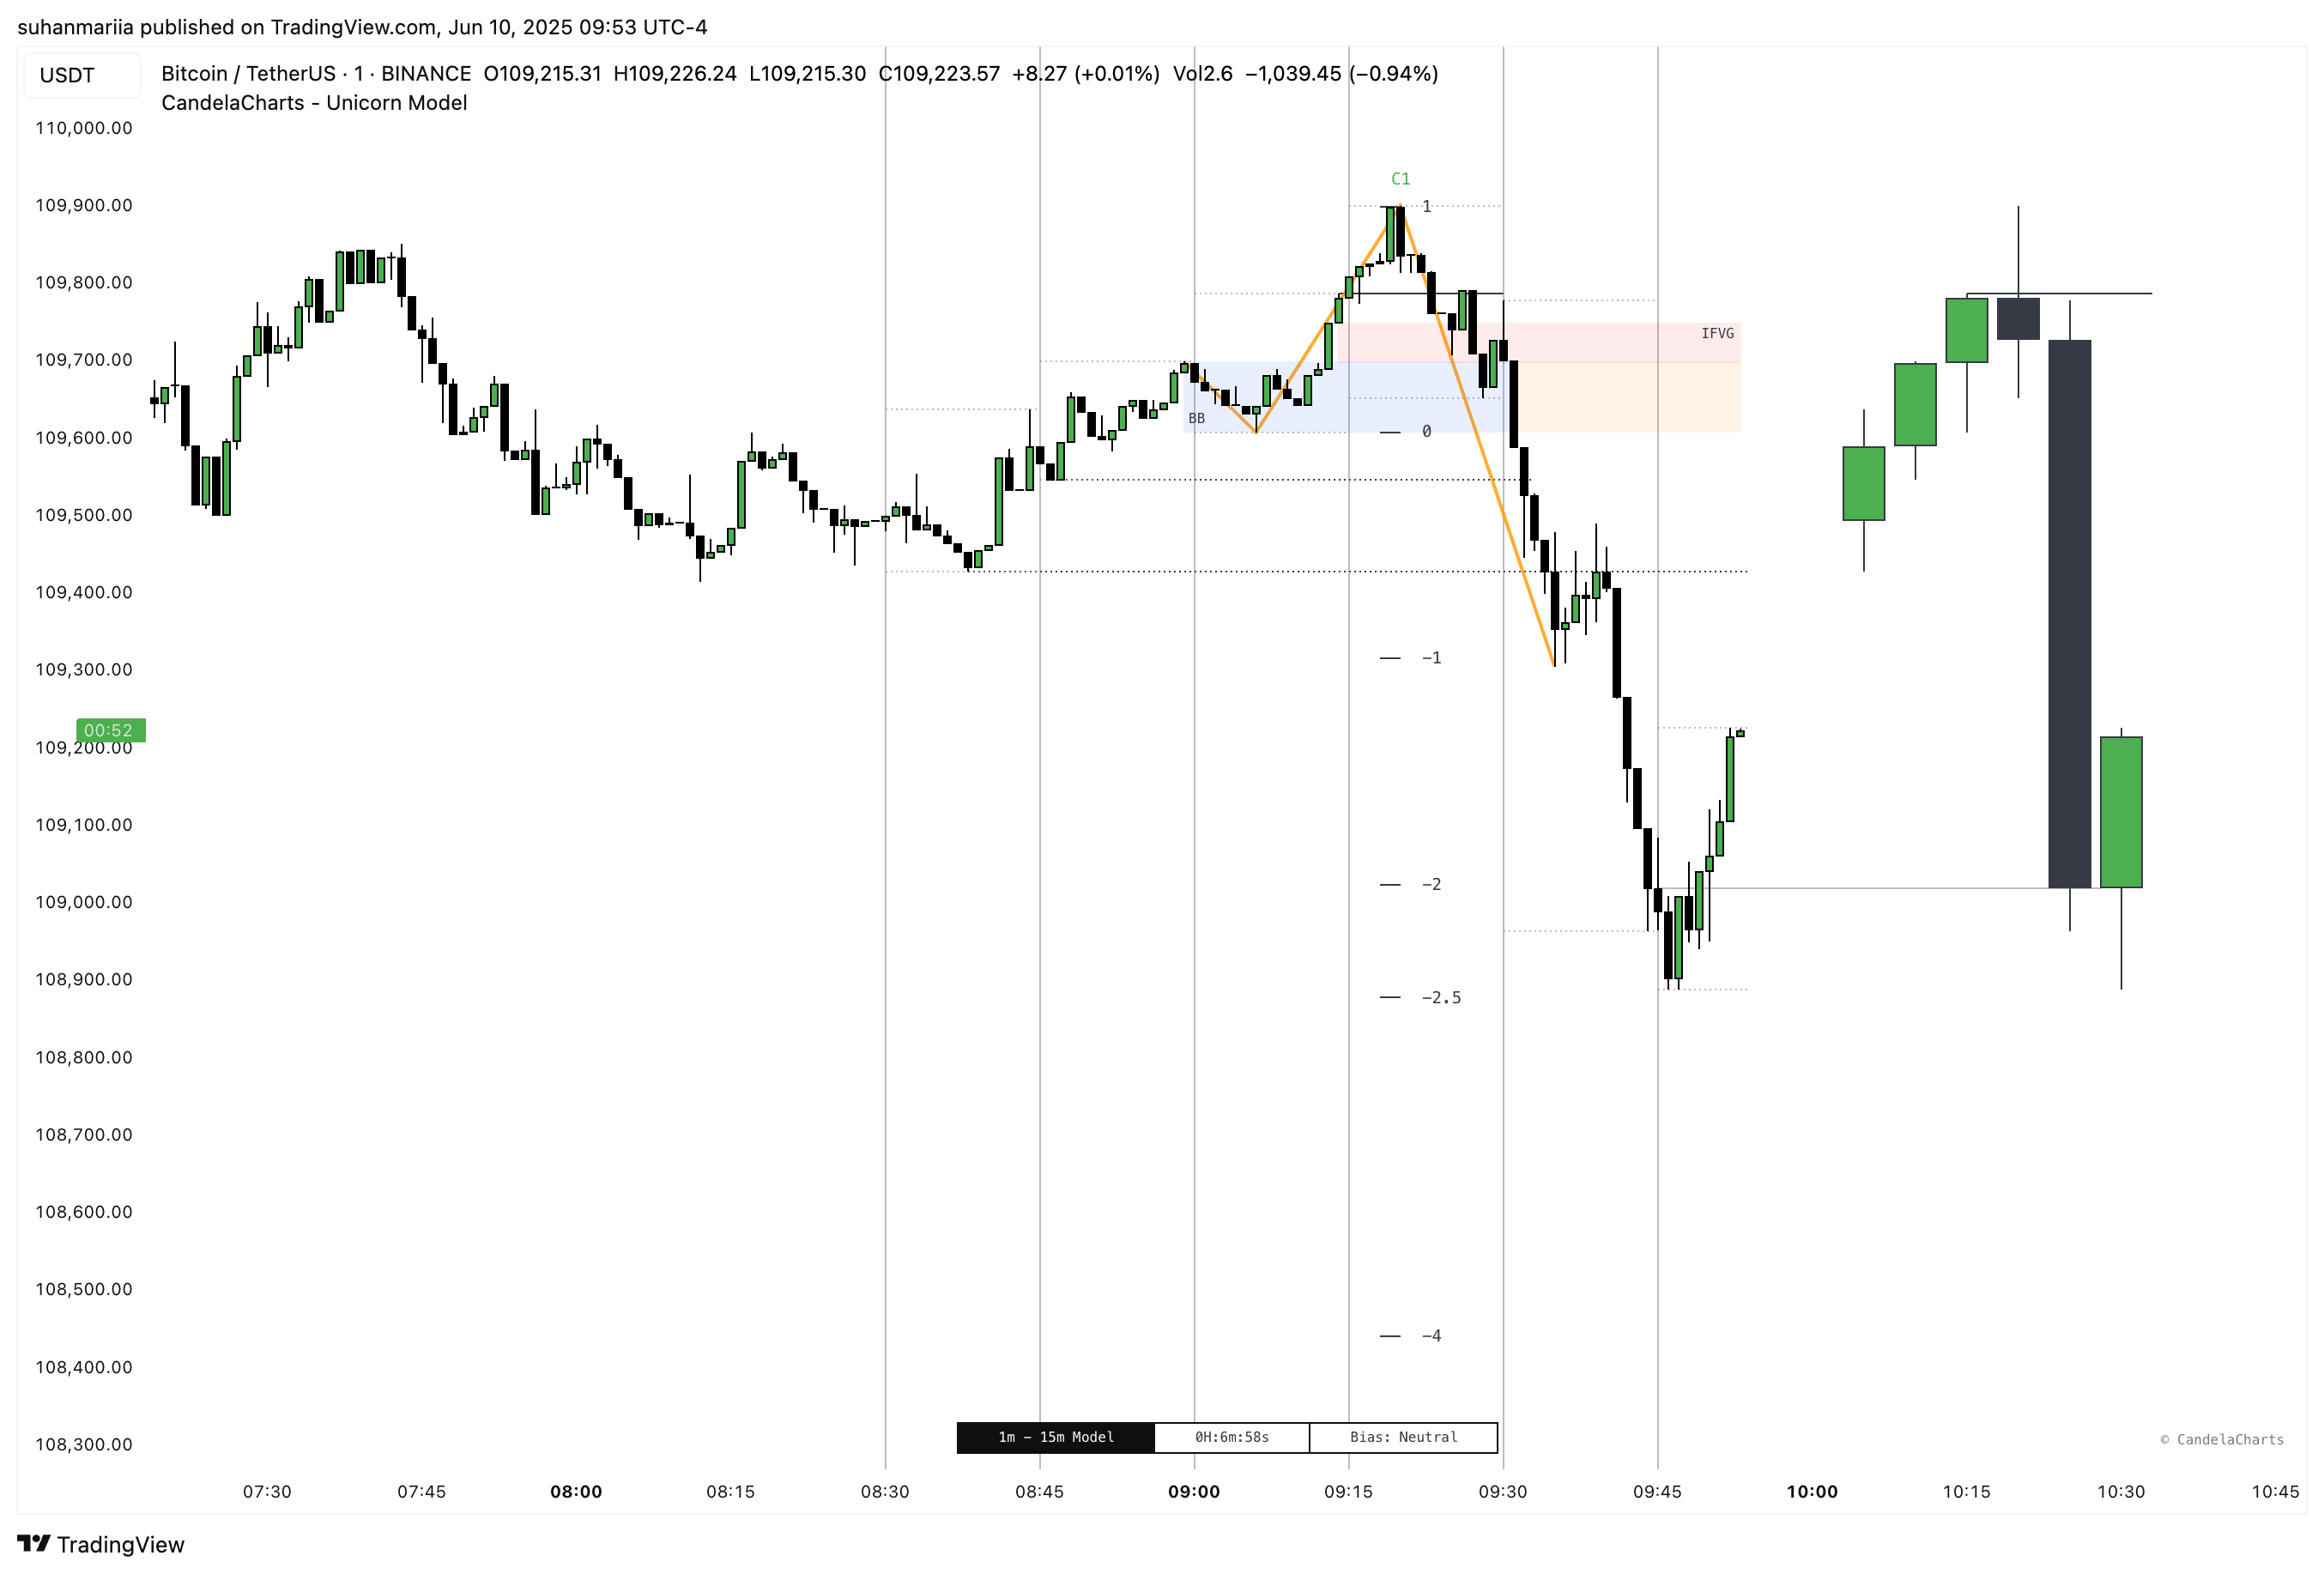 suhanmariia published on TradingView.com, Jun 10, 2025 09:53 UTC-4
USDT
Bitcoin / TetherUS · 1 · BINANCE O109,215.31 H109,226.24 L109,215.30 C109,223.57 +8.27 (+0.01%) Vol2.6 −1,039.45 (−0.94%)
CandelaCharts - Unicorn Model
110,000.00
C1
109,900.00
1
109,800.00
IFVG
109,700.00
BB
0
109,600.00
109,500.00
109,400.00
−1
109,300.00
00:52
109,200.00
109,100.00
−2
109,000.00
108,900.00
−2.5
108,800.00
108,700.00
108,600.00
108,500.00
−4
108,400.00
108,300.00
1m − 15m Model 0H:6m:58s Bias: Neutral
© CandelaCharts
07:30 07:45 08:00 08:15 08:30 08:45 09:00 09:15 09:30 09:45 10:00 10:15 10:30 10:45
TradingView